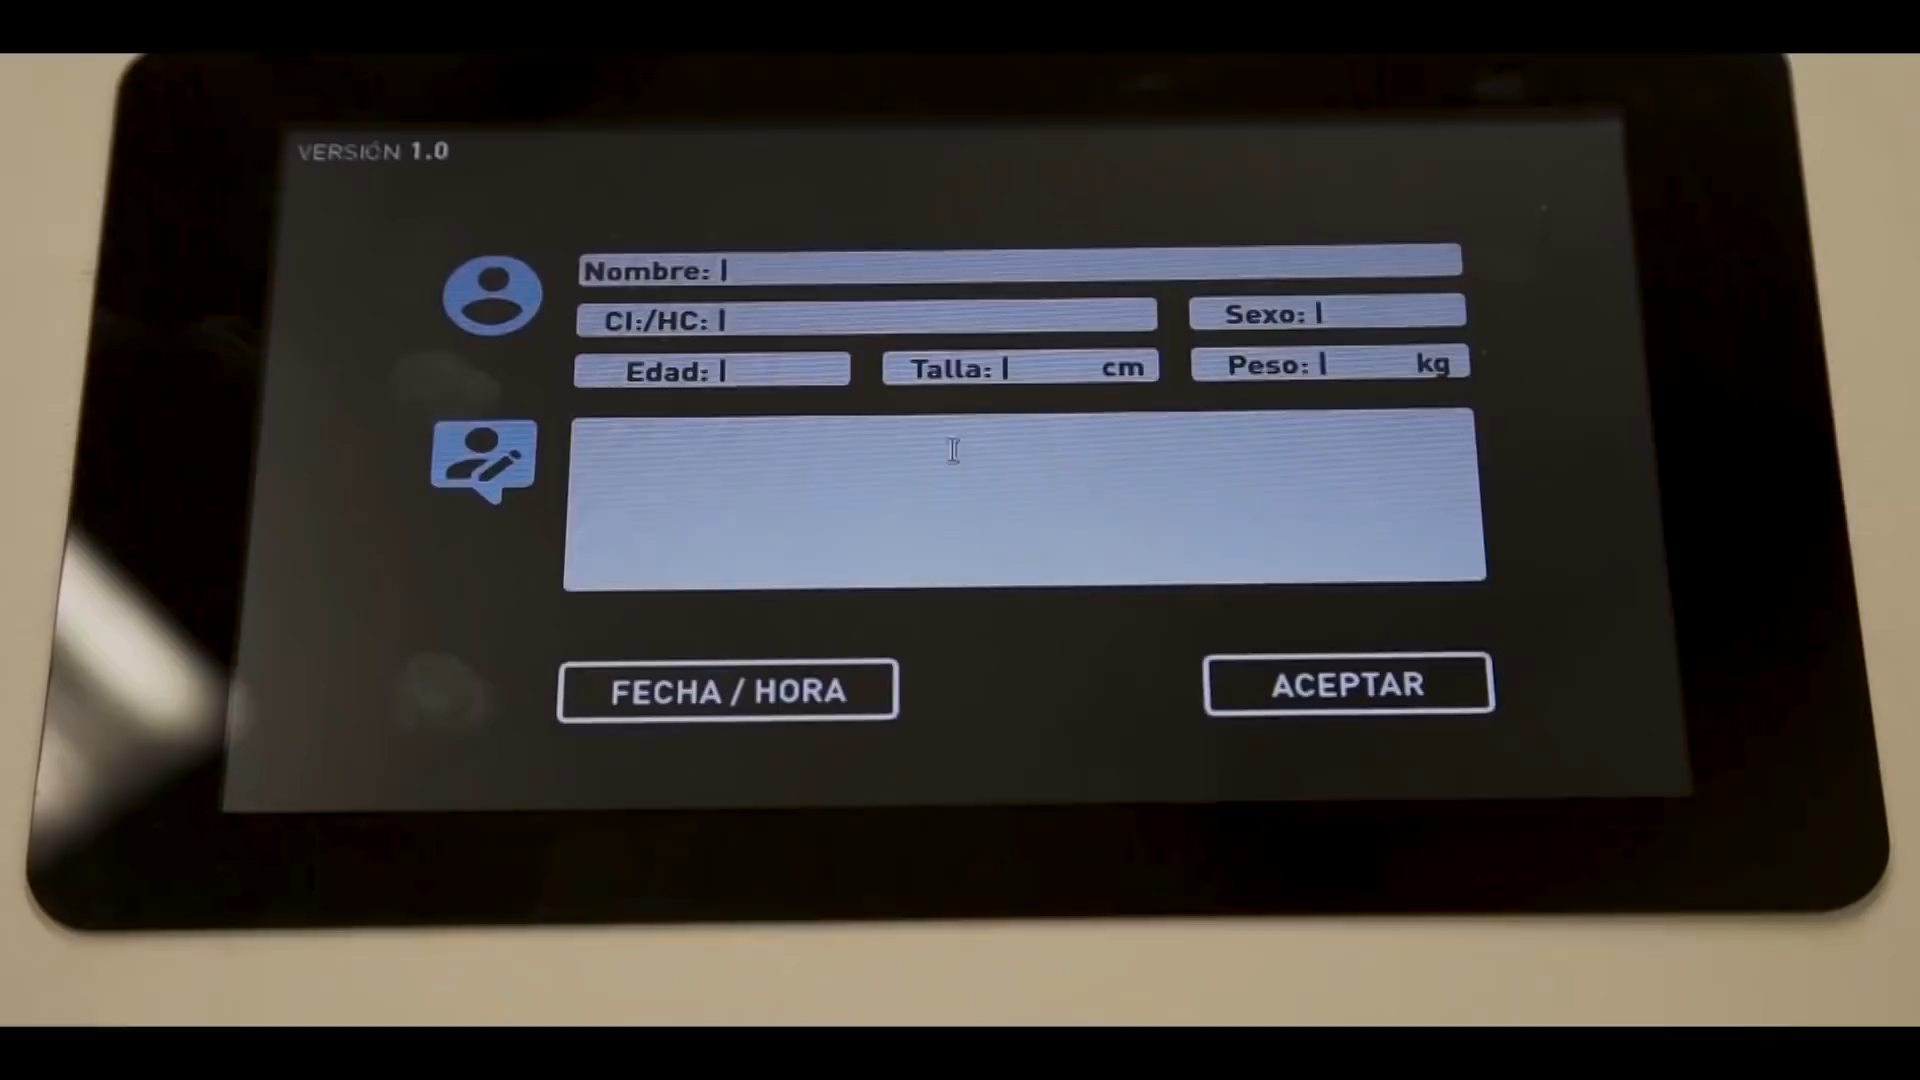 VERSIÓN 1.0
Nombre:
CI:/HC:
Sexo:
Edad:
Talla: cm
Peso: kg
FECHA / HORA
ACEPTAR